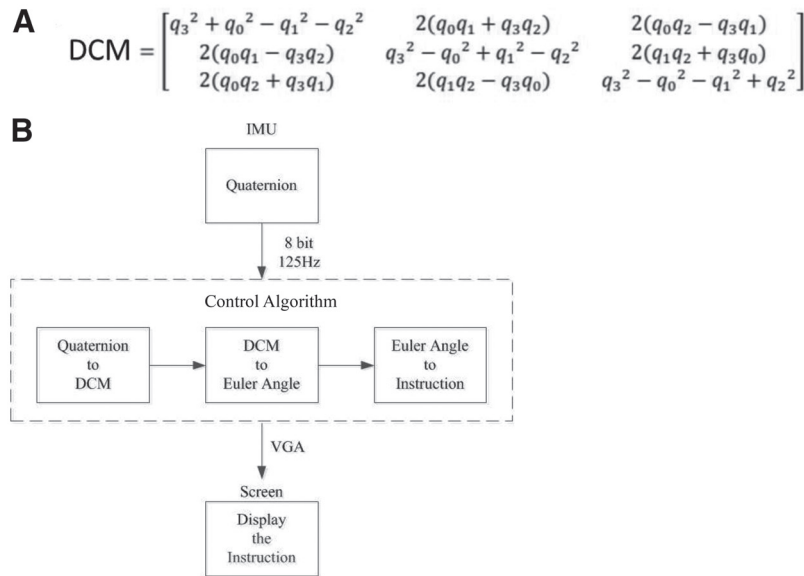 A
DCM = [ q₃² + q₀² − q₁² − q₂²   2(q₀q₁ + q₃q₂)   2(q₀q₂ − q₃q₁)
2(q₀q₁ − q₃q₂)   q₃² − q₀² + q₁² − q₂²   2(q₁q₂ + q₃q₀)
2(q₀q₂ + q₃q₁)   2(q₁q₂ − q₃q₀)   q₃² − q₀² − q₁² + q₂² ]
B
IMU
Quaternion
8 bit
125Hz
Control Algorithm
Quaternion
to
DCM
DCM
to
Euler Angle
Euler Angle
to
Instruction
VGA
Screen
Display
the
Instruction